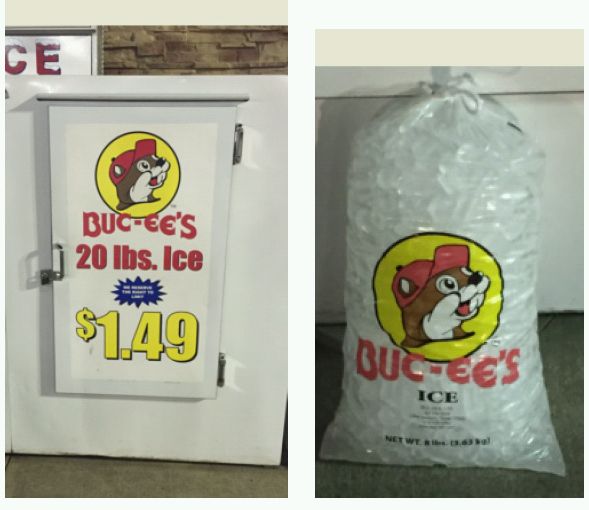 CE
BUC-EE'S
20 lbs. Ice
WE RESERVE
THE RIGHT TO
LIMIT
$1.49
BUC-EE'S
ICE
NET WT. 8 lbs. (3.63 kg)